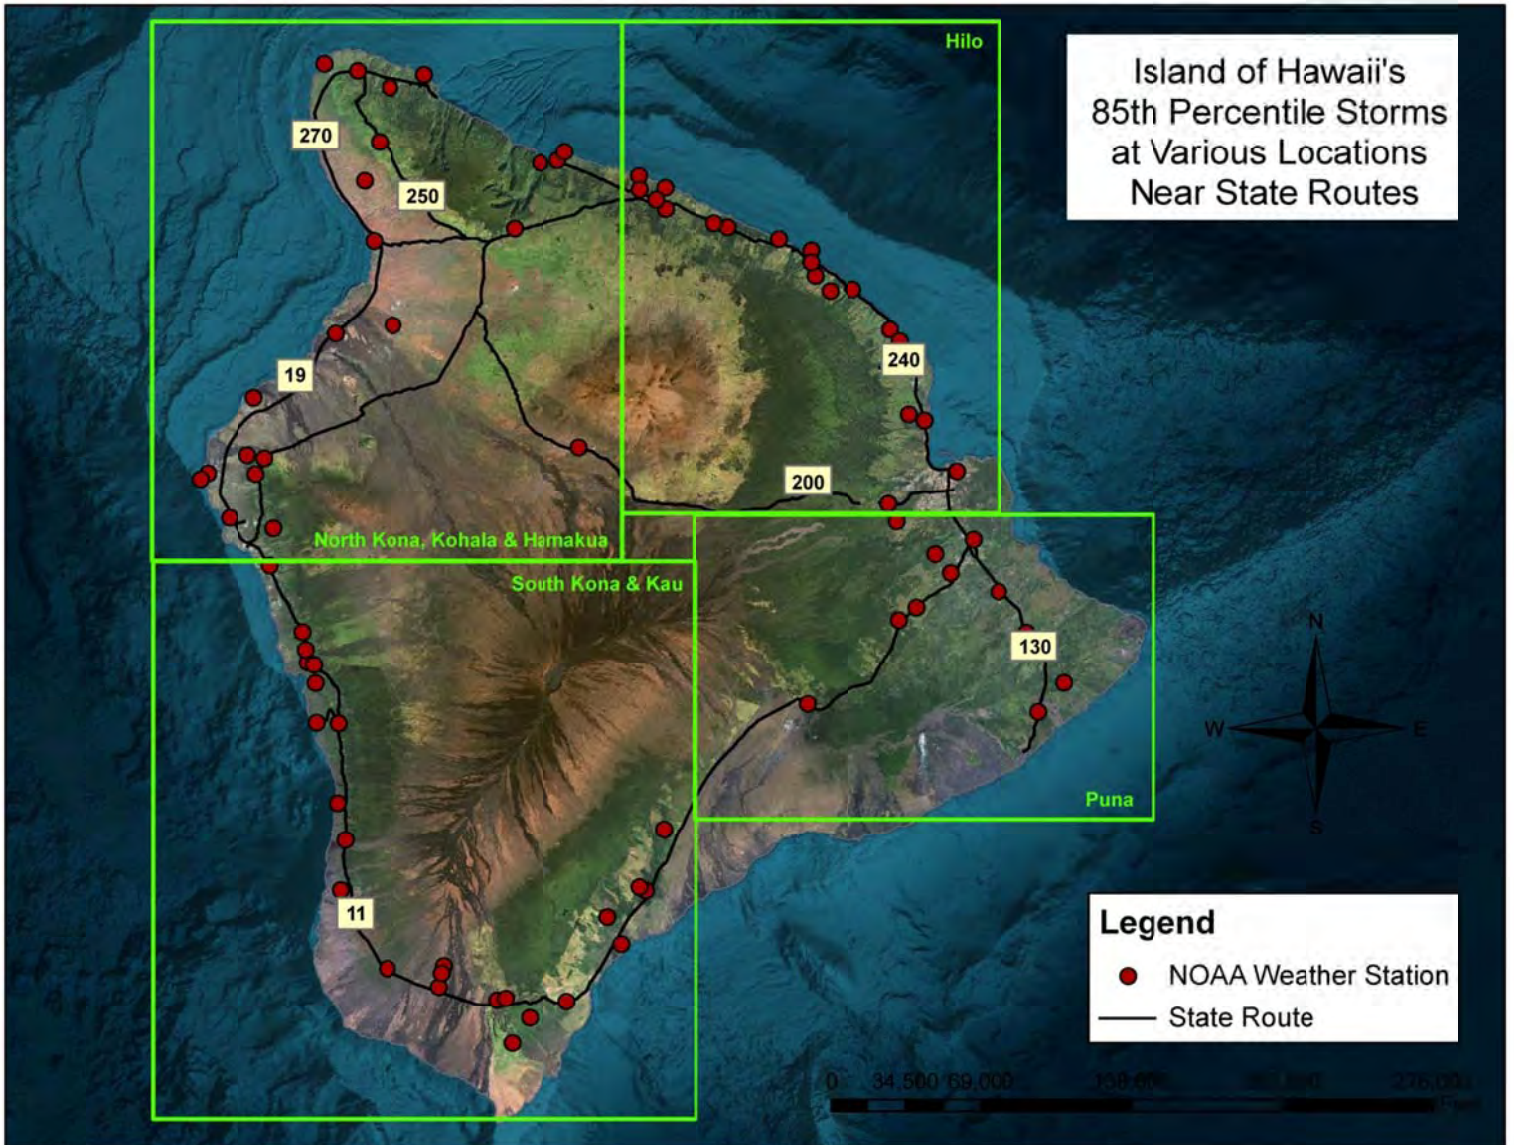 Hilo
Island of Hawaii's
85th Percentile Storms
at Various Locations
Near State Routes
270
250
19
240
200
North Kona, Kohala & Hamakua
South Kona & Kau
130
Puna
11
N
W
E
S
Legend
NOAA Weather Station
State Route
0 34,500 69,000